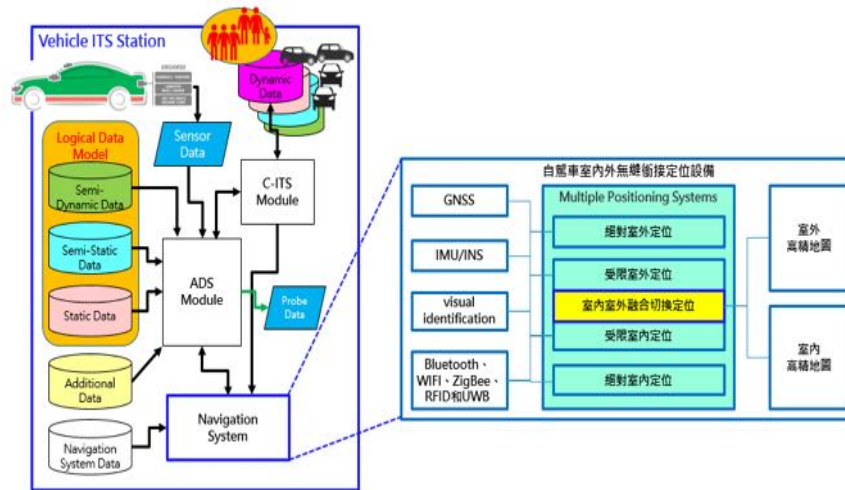 Vehicle ITS Station
Dynamic
Data
Logical Data
Model
Sensor
Data
Semi-
Dynamic Data
C-ITS
Module
Semi-Static
Data
ADS
Module
Static Data
Probe
Data
Additional
Data
Navigation
System
Navigation
System Data
自駕車室內外無縫銜接定位設備
GNSS
IMU/INS
visual
identification
Bluetooth、
WIFI、ZigBee、
RFID和UWB
Multiple Positioning Systems
絕對室外定位
受限室外定位
室內室外融合切換定位
受限室內定位
絕對室內定位
室外
高精地圖
室內
高精地圖